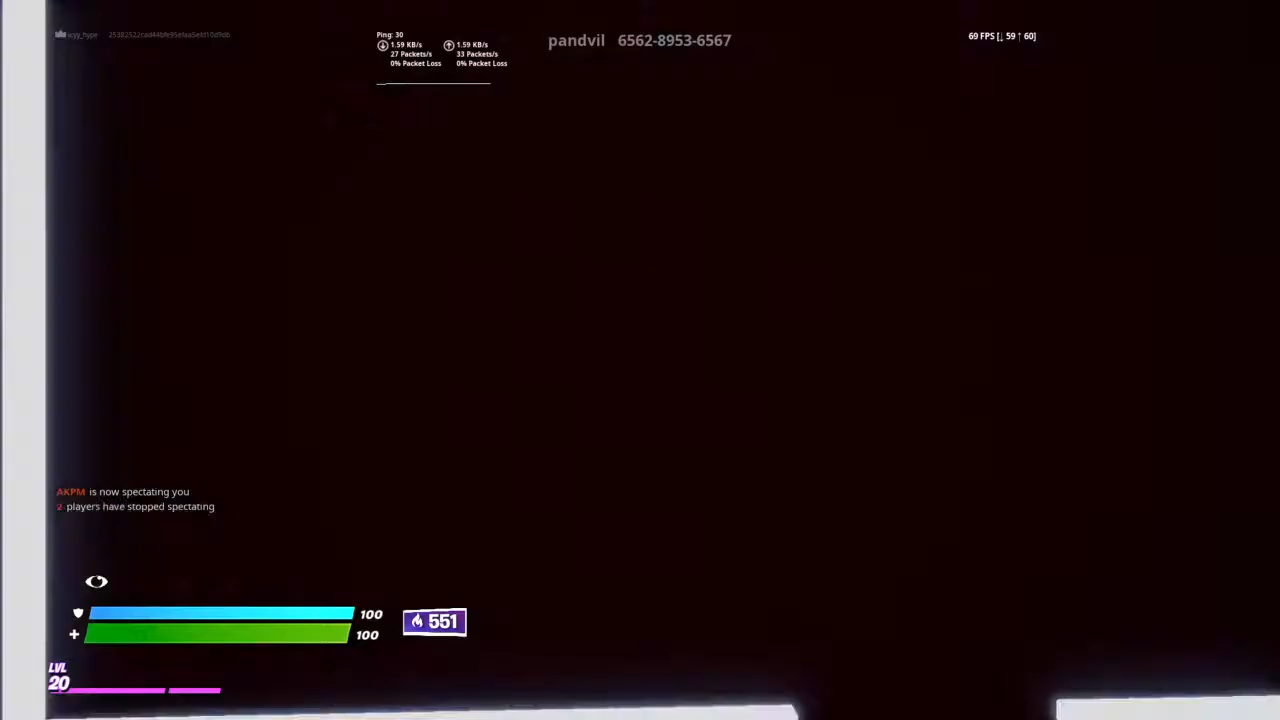 Ping: 30
1.59 KB/s 1.59 KB/s
27 Packets/s 33 Packets/s
0% Packet Loss 0% Packet Loss
pandvil 6562-8953-6567
69 FPS [↓ 59 ↑ 60]
AKPM is now spectating you
2 players have stopped spectating
100
551
100
LVL
20